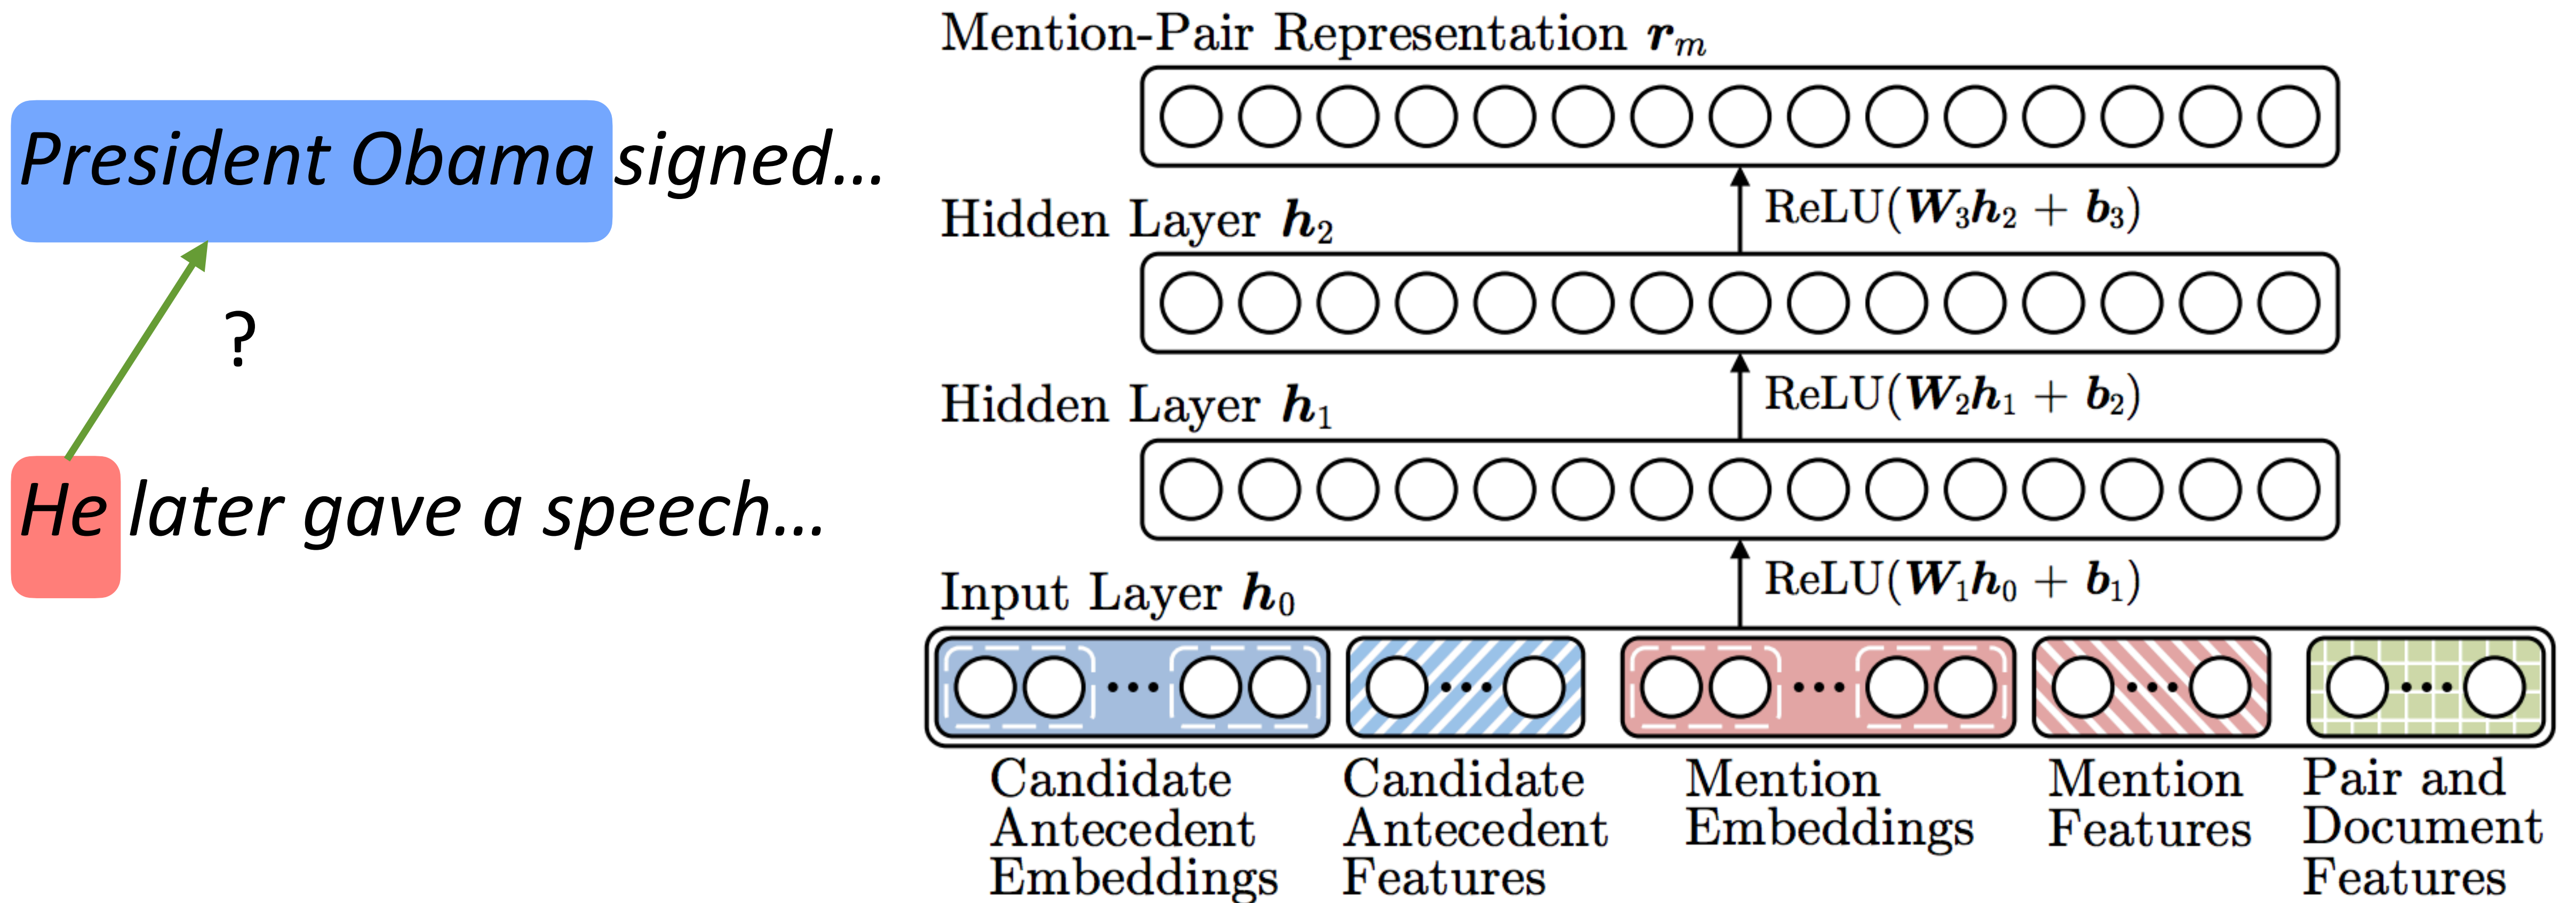 President Obama signed...
?
He later gave a speech...
Mention-Pair Representation r_m
ReLU(W_3h_2 + b_3)
Hidden Layer h_2
ReLU(W_2h_1 + b_2)
Hidden Layer h_1
ReLU(W_1h_0 + b_1)
Input Layer h_0
Candidate
Antecedent
Embeddings
Candidate
Antecedent
Features
Mention
Embeddings
Mention
Features
Pair and
Document
Features